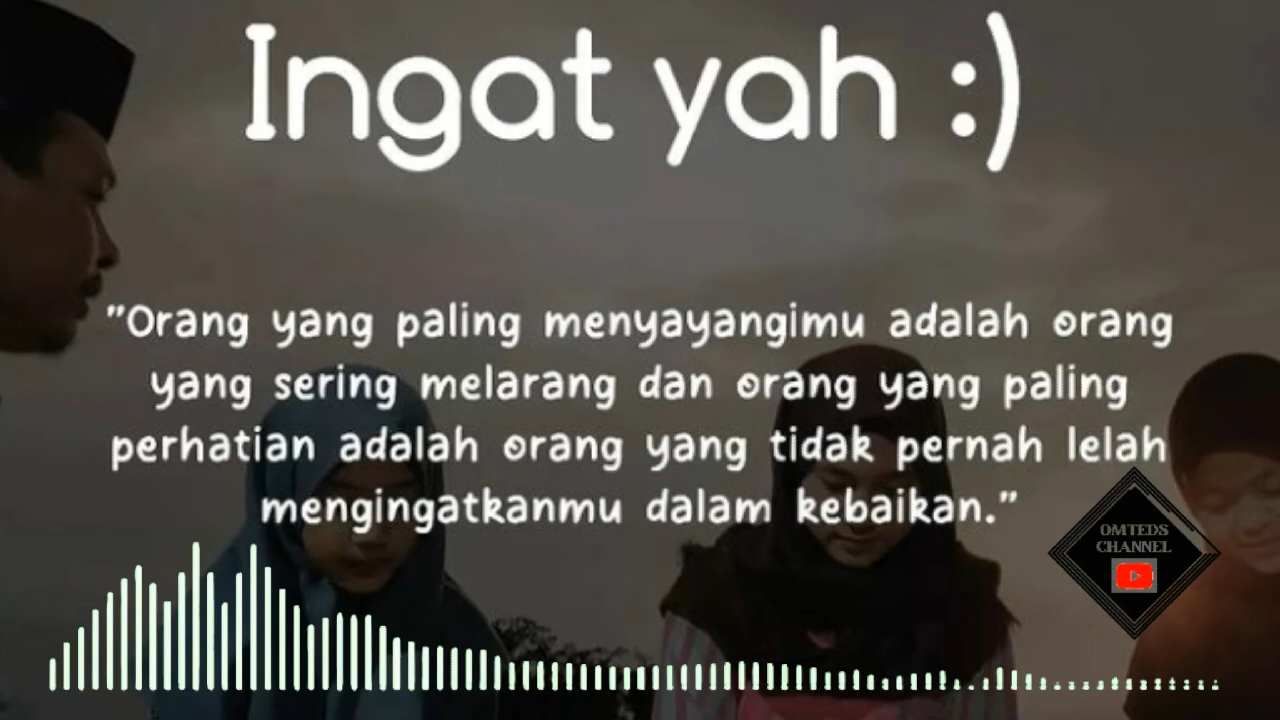 Ingat yah :)
"Orang yang paling menyayangimu adalah orang
yang sering melarang dan orang yang paling
perhatian adalah orang yang tidak pernah lelah
mengingatkanmu dalam kebaikan."
OMTEDS
CHANNEL